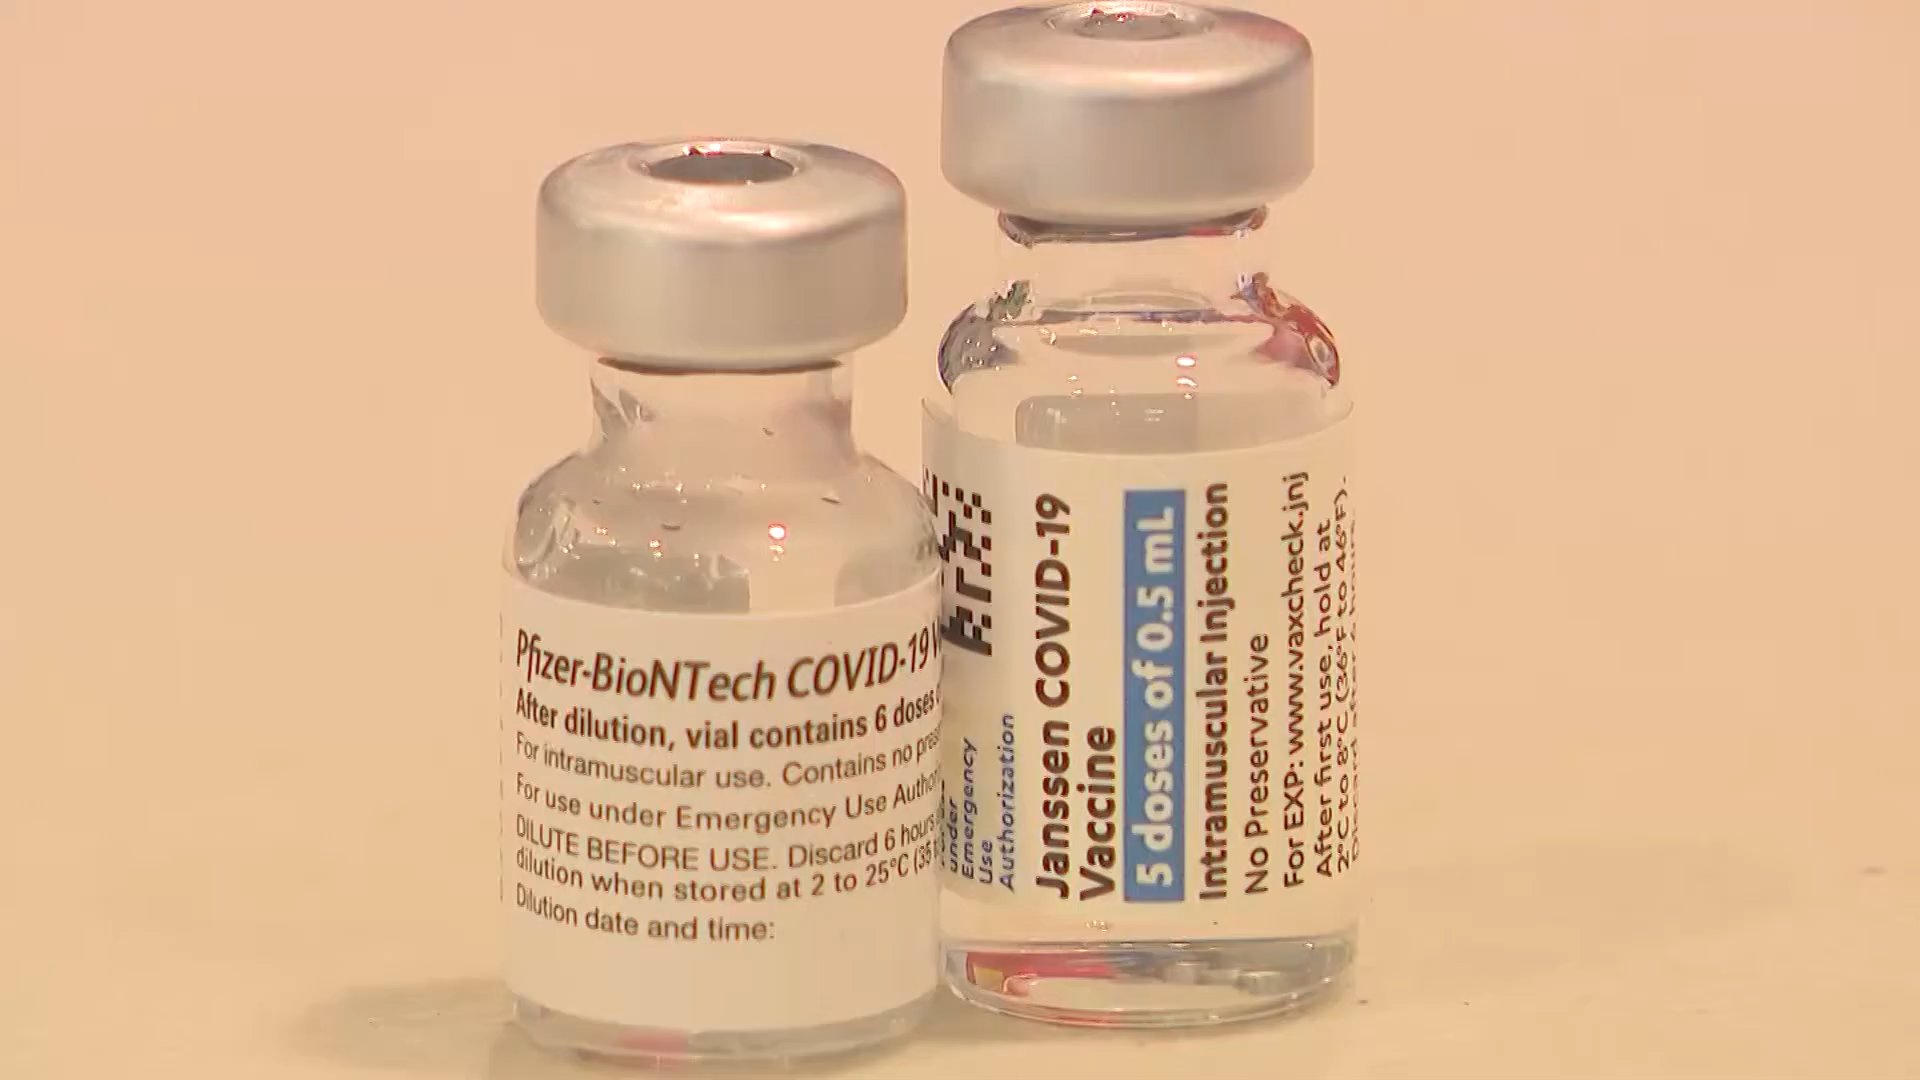 Pfizer-BioNTech COVID-19
After dilution, vial contains 6 doses
For intramuscular use. Contains no
For use under Emergency Use
DILUTE BEFORE USE. Discard 6 hours
dilution when stored at 2 to 25°C (35
Dilution date and time:
under
Emergency
Use
Authorization
Janssen COVID-19
Vaccine
5 doses of 0.5 mL
Intramuscular Injection
No Preservative
For EXP: www.vaxcheck.jnj
After first use, hold at
2°C to 8°C (36°F to 46°F).